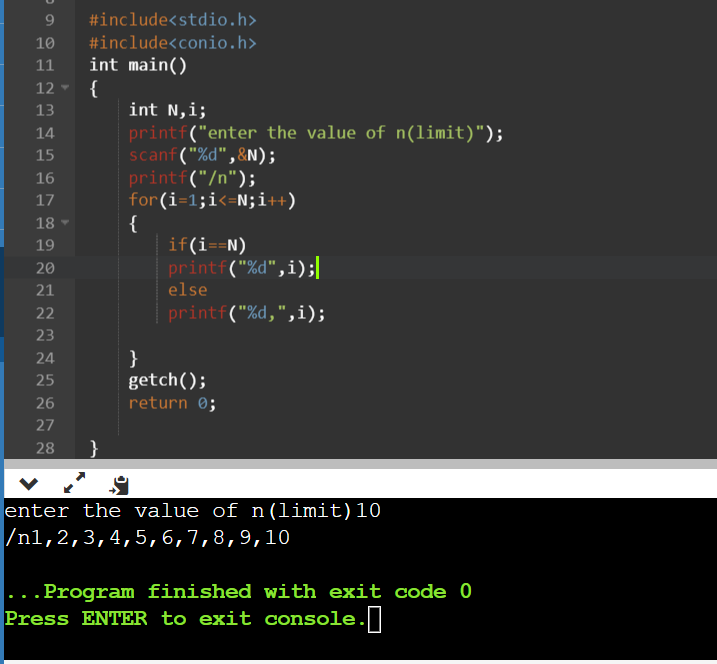 9 #include<stdio.h>
10 #include<conio.h>
11 int main()
12 {
13 int N,i;
14 printf("enter the value of n(limit)");
15 scanf("%d",&N);
16 printf("/n");
17 for(i=1;i<=N;i++)
18 {
19 if(i==N)
20 printf("%d",i);
21 else
22 printf("%d,",i);
23
24 }
25 getch();
26 return 0;
27
28 }
enter the value of n(limit)10
/n1,2,3,4,5,6,7,8,9,10
...Program finished with exit code 0
Press ENTER to exit console.